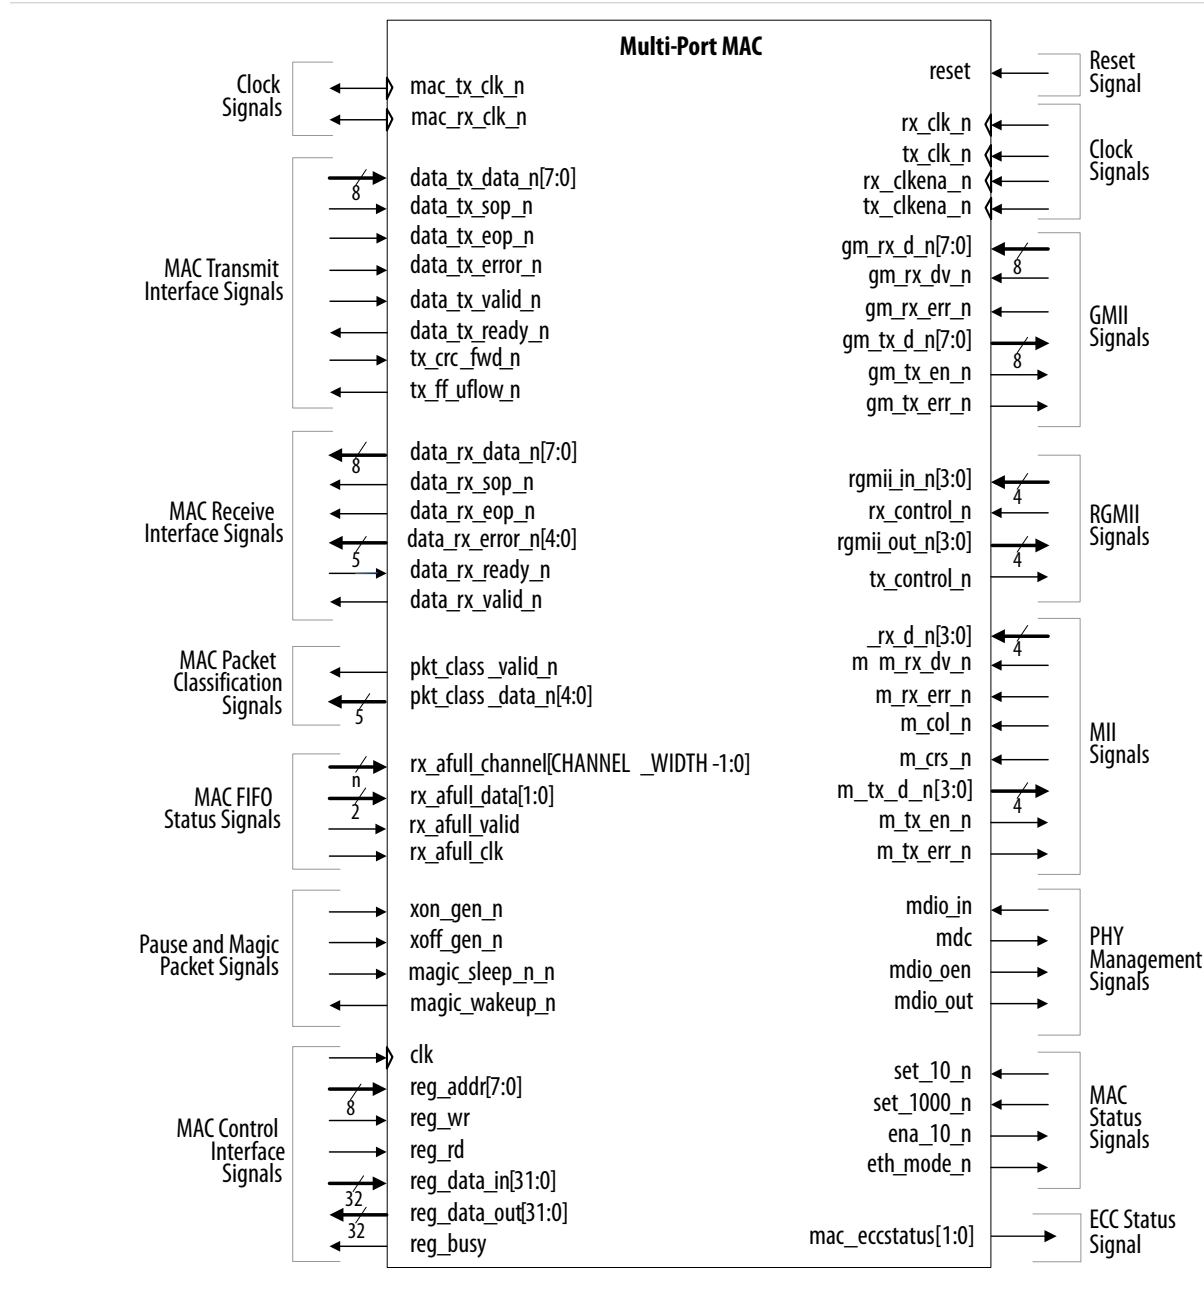 Multi-Port MAC
Clock
Signals
mac_tx_clk_n
mac_rx_clk_n
MAC Transmit
Interface Signals
8
data_tx_data_n[7:0]
data_tx_sop_n
data_tx_eop_n
data_tx_error_n
data_tx_valid_n
data_tx_ready_n
tx_crc_fwd_n
tx_ff_uflow_n
MAC Receive
Interface Signals
8
data_rx_data_n[7:0]
data_rx_sop_n
data_rx_eop_n
data_rx_error_n[4:0]
5
data_rx_ready_n
data_rx_valid_n
MAC Packet
Classification
Signals
pkt_class _valid_n
pkt_class _data_n[4:0]
5
MAC FIFO
Status Signals
rx_afull_channel[CHANNEL _WIDTH -1:0]
n
rx_afull_data[1:0]
2
rx_afull_valid
rx_afull_clk
Pause and Magic
Packet Signals
xon_gen_n
xoff_gen_n
magic_sleep_n_n
magic_wakeup_n
MAC Control
Interface
Signals
clk
reg_addr[7:0]
8
reg_wr
reg_rd
reg_data_in[31:0]
32
reg_data_out[31:0]
32
reg_busy
reset
Reset
Signal
rx_clk_n
tx_clk_n
rx_clkena_n
tx_clkena_n
Clock
Signals
gm_rx_d_n[7:0]
8
gm_rx_dv_n
gm_rx_err_n
gm_tx_d_n[7:0]
8
gm_tx_en_n
gm_tx_err_n
GMII
Signals
rgmii_in_n[3:0]
4
rx_control_n
rgmii_out_n[3:0]
4
tx_control_n
RGMII
Signals
_rx_d_n[3:0]
4
m m_rx_dv_n
m_rx_err_n
m_col_n
m_crs_n
m_tx_d_n[3:0]
4
m_tx_en_n
m_tx_err_n
MII
Signals
mdio_in
mdc
mdio_oen
mdio_out
PHY
Management
Signals
set_10_n
set_1000_n
ena_10_n
eth_mode_n
MAC
Status
Signals
mac_eccstatus[1:0]
ECC Status
Signal